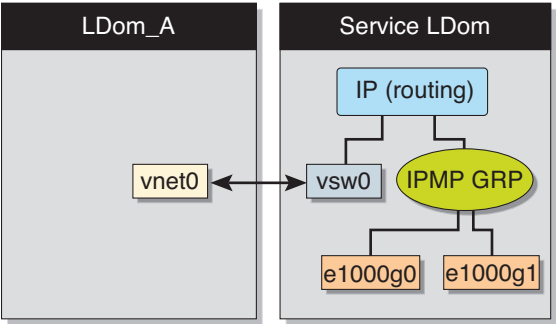 LDom_A
Service LDom
IP (routing)
vnet0
vsw0
IPMP GRP
e1000g0
e1000g1